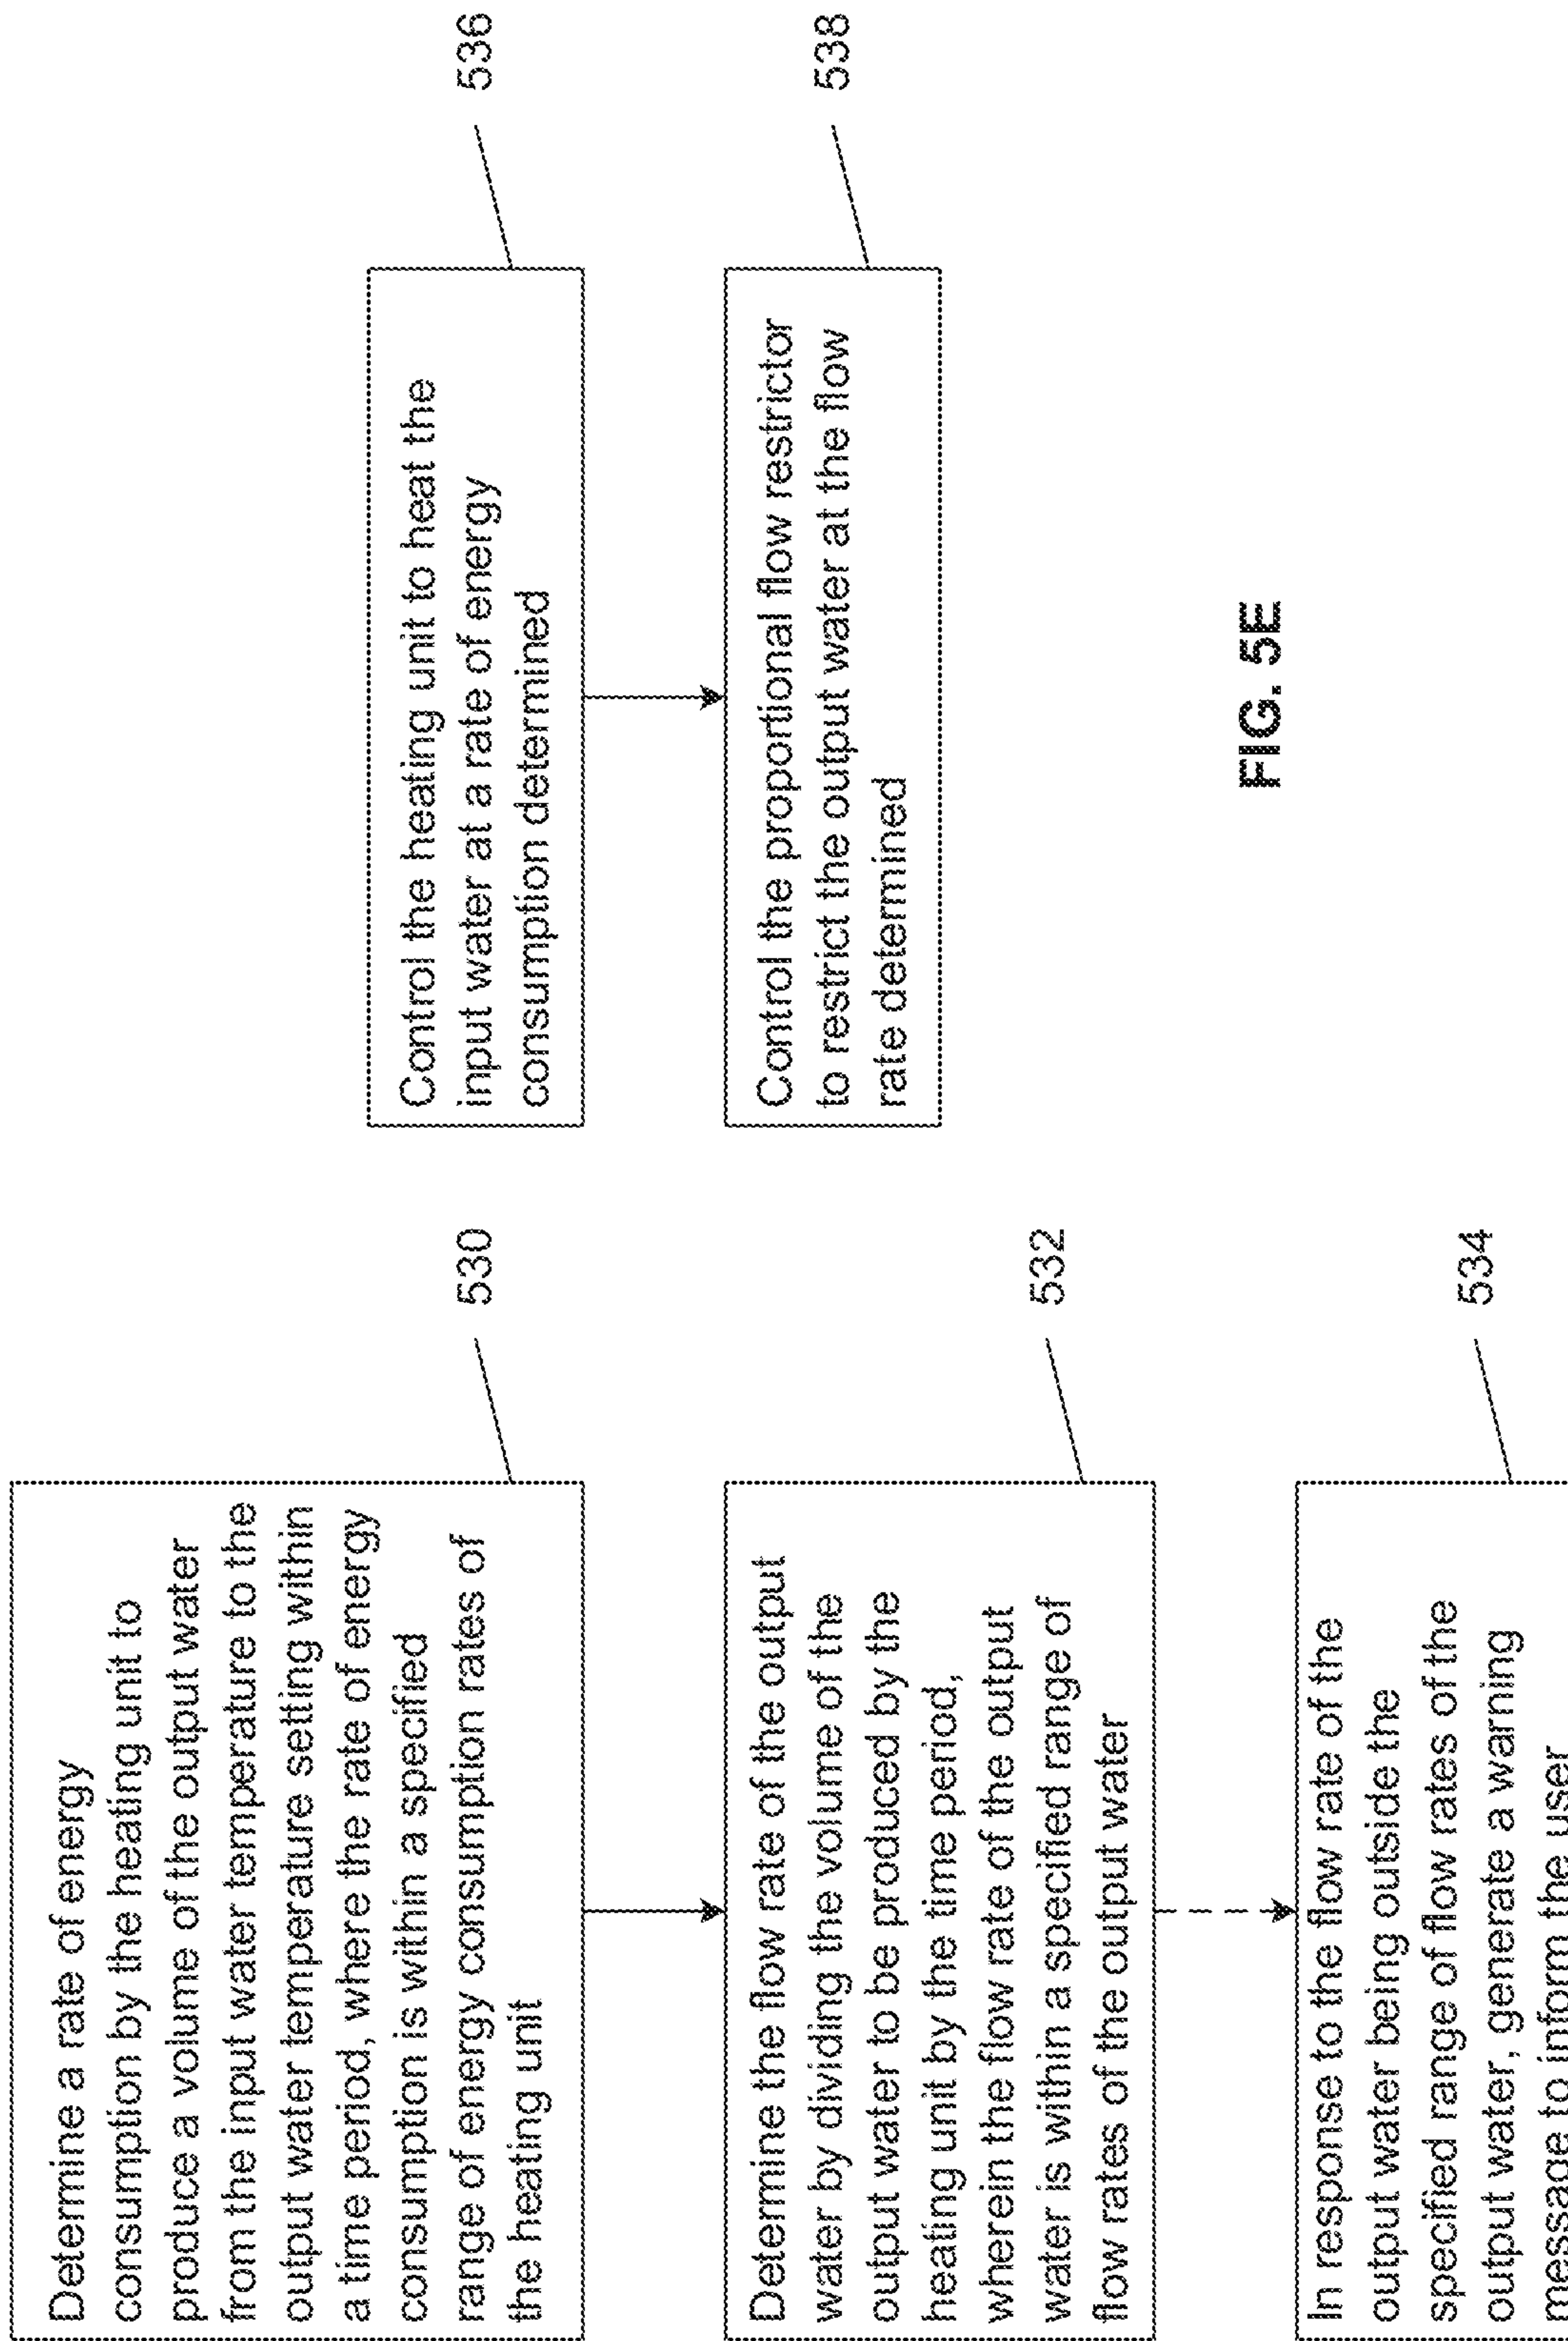 Determine a rate of energy
consumption by the heating unit to
produce a volume of the output water
from the input water temperature to the
output water temperature setting within
a time period, where the rate of energy
consumption is within a specified
range of energy consumption rates of
the heating unit
530
Determine the flow rate of the output
water by dividing the volume of the
output water to be produced by the
heating unit by the time period,
wherein the flow rate of the output
water is within a specified range of
flow rates of the output water
532
In response to the flow rate of the
output water being outside the
specified range of flow rates of the
output water, generate a warning
message to inform the user
534
Control the heating unit to heat the
input water at a rate of energy
consumption determined
536
Control the proportional flow restrictor
to restrict the output water at the flow
rate determined
538
FIG. 5E